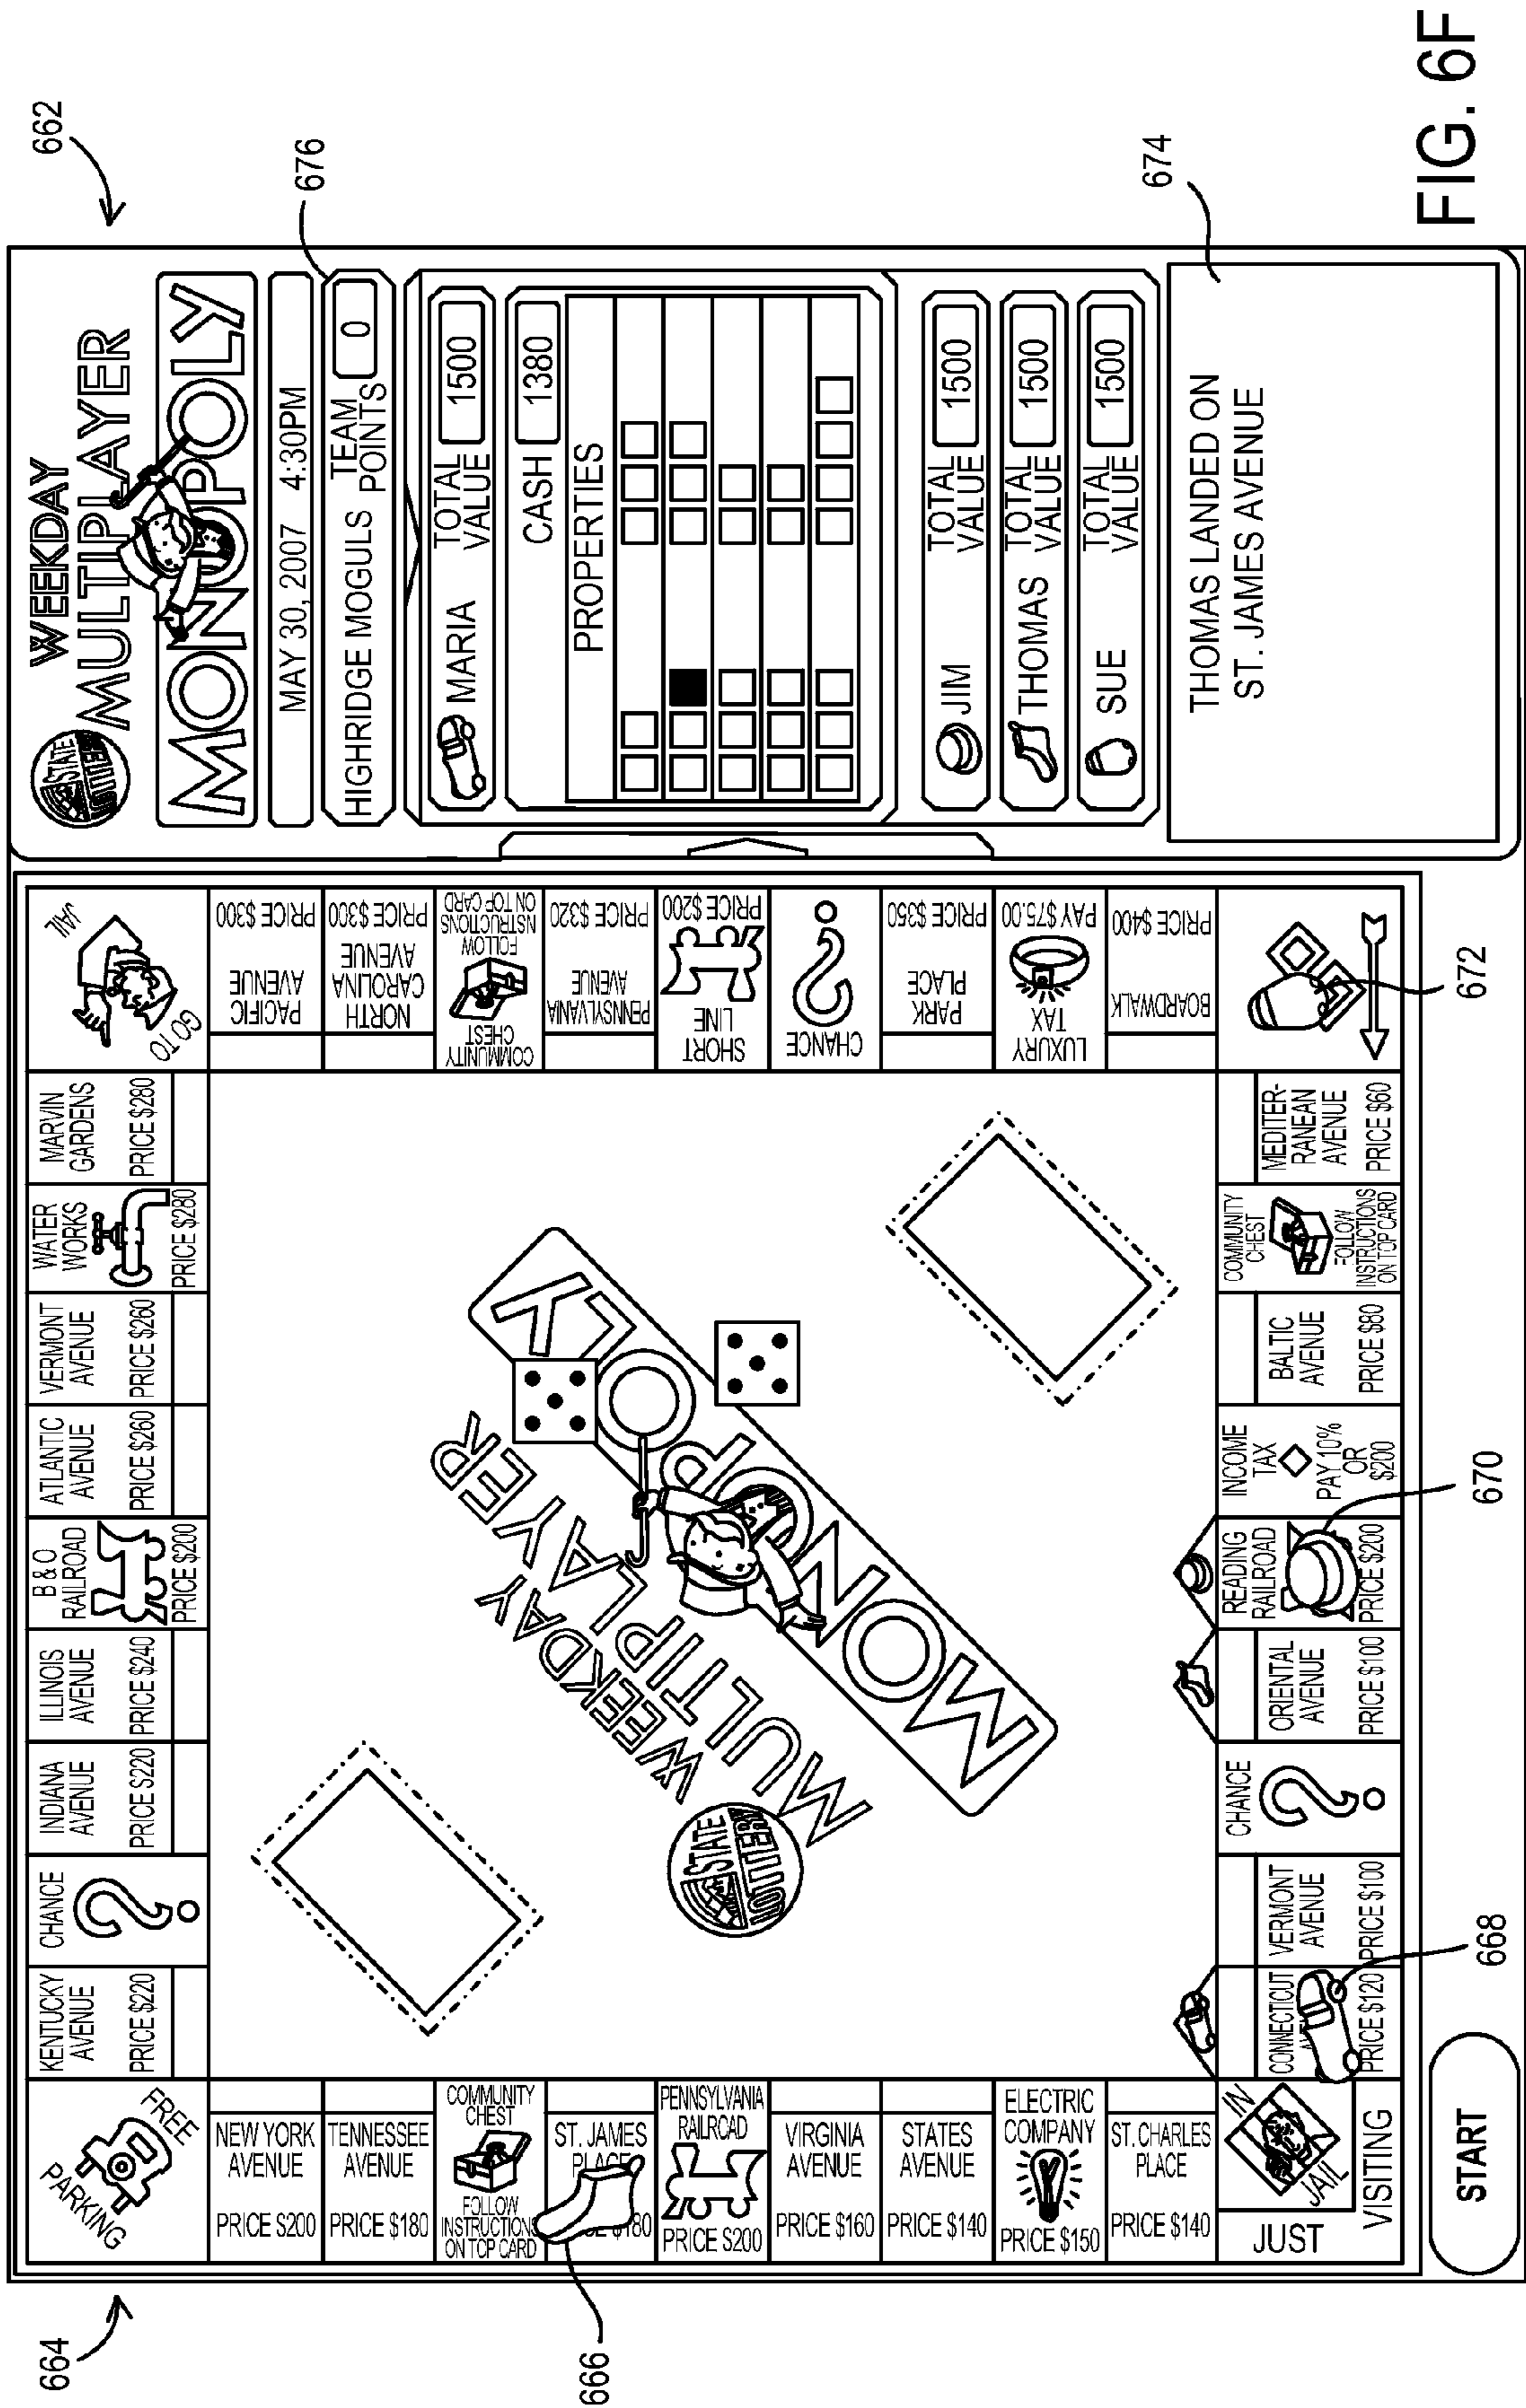 662
WEEKDAY
MULTIPLAYER
MONOPOLY
STATE
LOTTERY
676
MAY 30, 2007 4:30PM
HIGHRIDGE MOGULS
TEAM
POINTS
0
MARIA
TOTAL
VALUE
1500
CASH
1380
PROPERTIES
JIM
TOTAL
VALUE
1500
THOMAS
TOTAL
VALUE
1500
SUE
TOTAL
VALUE
1500
674
THOMAS LANDED ON
ST. JAMES AVENUE
664
FREE
PARKING
KENTUCKY
AVENUE
PRICE $220
CHANCE
?
INDIANA
AVENUE
PRICE $220
ILLINOIS
AVENUE
PRICE $240
B & O
RAILROAD
PRICE $200
ATLANTIC
AVENUE
PRICE $260
VERMONT
AVENUE
PRICE $260
WATER
WORKS
PRICE $280
MARVIN
GARDENS
PRICE $280
GO TO
JAIL
PACIFIC
AVENUE
PRICE $300
NORTH
CAROLINA
AVENUE
PRICE $300
COMMUNITY
CHEST
FOLLOW
INSTRUCTIONS
ON TOP CARD
PENNSYLVANIA
AVENUE
PRICE $320
SHORT
LINE
PRICE $200
CHANCE
?
PARK
PLACE
PRICE $350
LUXURY
TAX
PAY $75.00
BOARDWALK
PRICE $400
NEW YORK
AVENUE
PRICE $200
TENNESSEE
AVENUE
PRICE $180
COMMUNITY
CHEST
FOLLOW
INSTRUCTIONS
ON TOP CARD
ST. JAMES
PLACE
666
PENNSYLVANIA
RAILROAD
PRICE $200
VIRGINIA
AVENUE
PRICE $160
STATES
AVENUE
PRICE $140
ELECTRIC
COMPANY
PRICE $150
ST. CHARLES
PLACE
PRICE $140
IN
JAIL
JUST
VISITING
STATE
LOTTERY
WEEKDAY
MULTIPLAYER
MONOPOLY
CONNECTICUT
PRICE $120
668
VERMONT
AVENUE
PRICE $100
CHANCE
?
ORIENTAL
AVENUE
PRICE $100
READING
RAILROAD
PRICE $200
670
INCOME
TAX
PAY 10%
OR
$200
BALTIC
AVENUE
PRICE $80
COMMUNITY
CHEST
FOLLOW
INSTRUCTIONS
ON TOP CARD
MEDITER-
RANEAN
AVENUE
PRICE $60
672
START
FIG. 6F